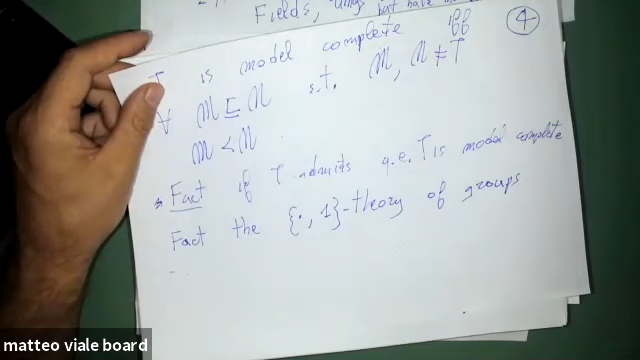 Fields,
4
T is model complete iff
∀ M ⊑ N s.t. M, N ⊨ T
M ≺ N
* Fact if T admits q.e. T is model complete
Fact the {·, 1}-theory of groups
matteo viale board